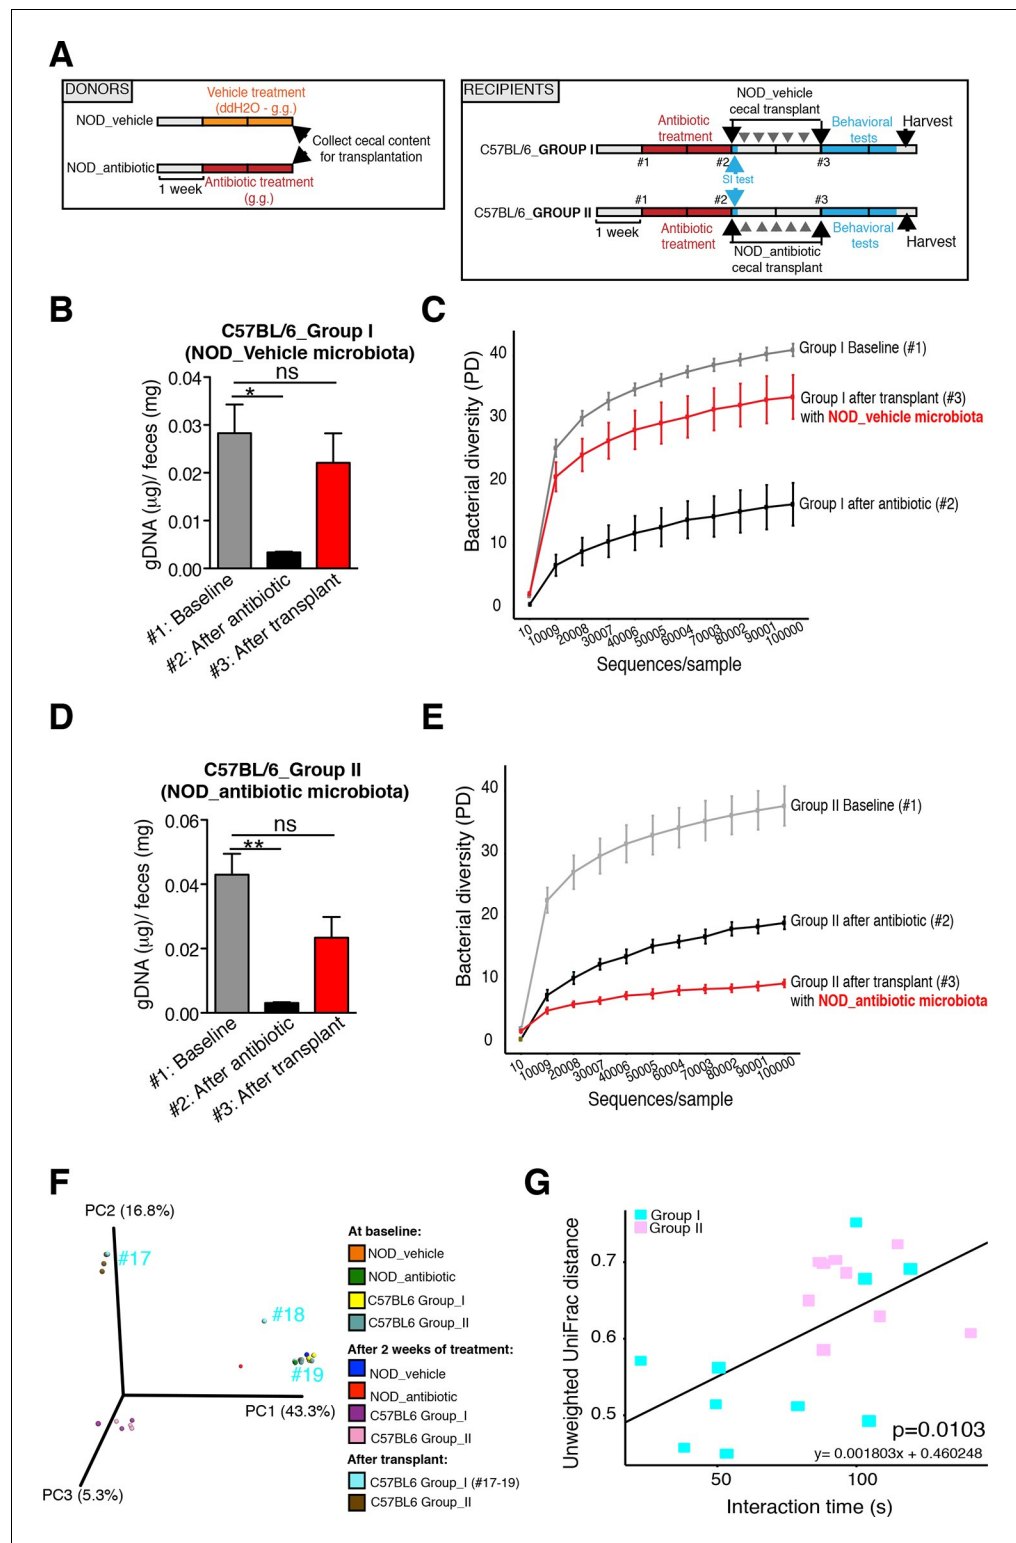 A
DONORS
Vehicle treatment
(ddH2O - g.g.)
NOD_vehicle
Collect cecal content
for transplantation
NOD_antibiotic
1 week
Antibiotic treatment
(g.g.)
RECIPIENTS
NOD_vehicle
cecal transplant
Antibiotic
treatment
Behavioral
tests
Harvest
C57BL/6_GROUP I
#1
#2
#3
SI test
#1
#2
#3
C57BL/6_GROUP II
1 week
Antibiotic
treatment
Behavioral
tests
Harvest
NOD_antibiotic
cecal transplant
B
C57BL/6_Group I
(NOD_Vehicle microbiota)
gDNA (µg)/ feces (mg)
0.04
0.03
0.02
0.01
0.00
ns
*
#1: Baseline
#2: After antibiotic
#3: After transplant
C
Bacterial diversity (PD)
40
30
20
10
0
Group I Baseline (#1)
Group I after transplant (#3)
with NOD_vehicle microbiota
Group I after antibiotic (#2)
10
10009
20008
30007
40006
50005
60004
70003
80002
90001
100000
Sequences/sample
D
C57BL/6_Group II
(NOD_antibiotic microbiota)
gDNA (µg)/ feces (mg)
0.06
0.04
0.02
0.00
ns
**
#1: Baseline
#2: After antibiotic
#3: After transplant
E
Bacterial diversity (PD)
40
30
20
10
0
Group II Baseline (#1)
Group II after antibiotic (#2)
Group II after transplant (#3)
with NOD_antibiotic microbiota
10
10009
20008
30007
40006
50005
60004
70003
80002
90001
100000
Sequences/sample
F
PC2 (16.8%)
#17
#18
#19
PC1 (43.3%)
PC3 (5.3%)
At baseline:
NOD_vehicle
NOD_antibiotic
C57BL6 Group_I
C57BL6 Group_II
After 2 weeks of treatment:
NOD_vehicle
NOD_antibiotic
C57BL6 Group_I
C57BL6 Group_II
After transplant:
C57BL6 Group_I (#17-19)
C57BL6 Group_II
G
Group I
Group II
Unweighted UniFrac distance
0.7
0.6
0.5
p=0.0103
y= 0.001803x + 0.460248
50
100
Interaction time (s)